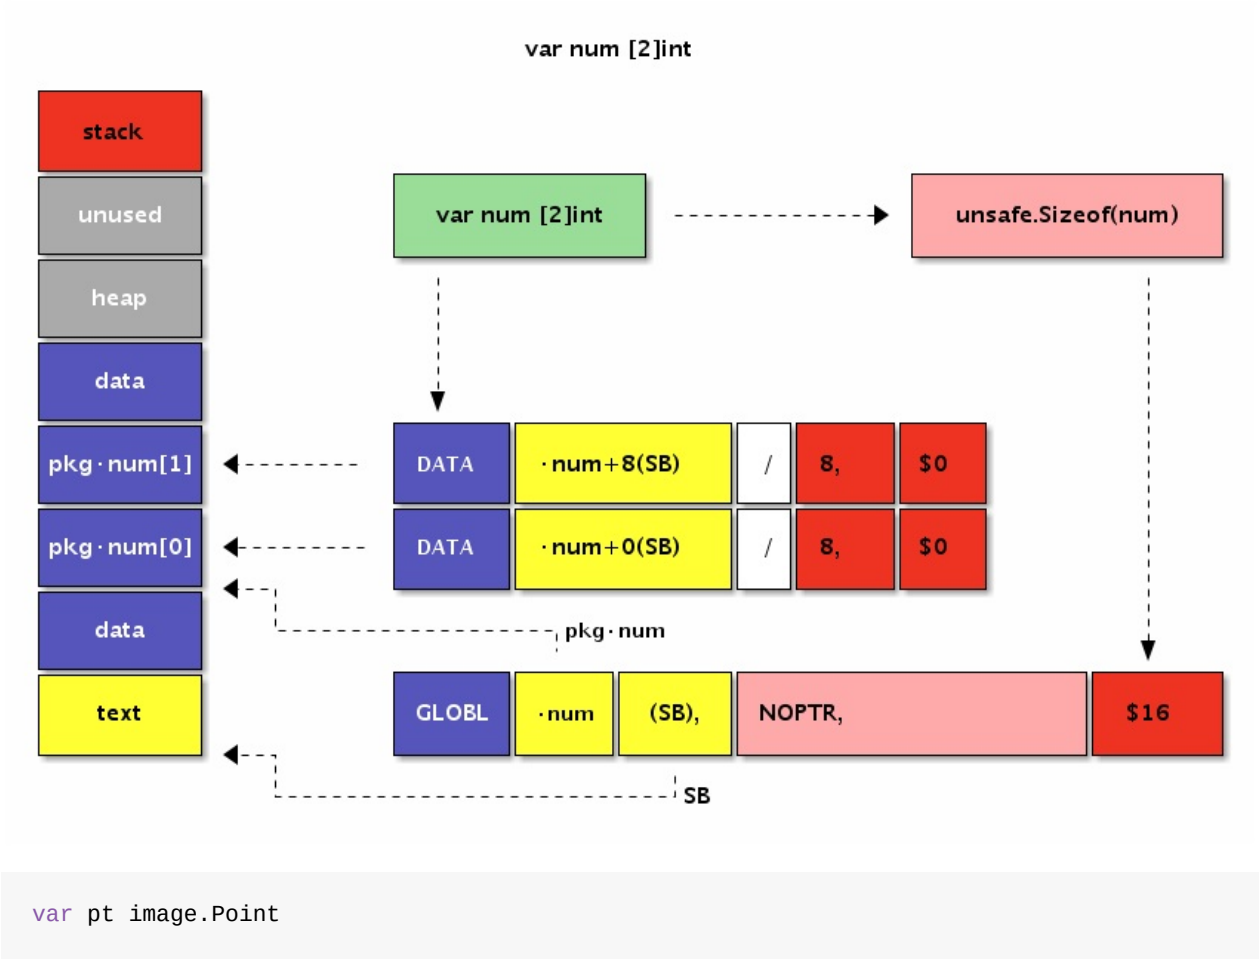 var num [2]int
stack
unused
heap
data
pkg·num[1]
pkg·num[0]
data
text
var num [2]int
unsafe.Sizeof(num)
DATA ·num+8(SB) / 8, $0
DATA ·num+0(SB) / 8, $0
pkg·num
GLOBL ·num (SB), NOPTR, $16
SB
var pt image.Point